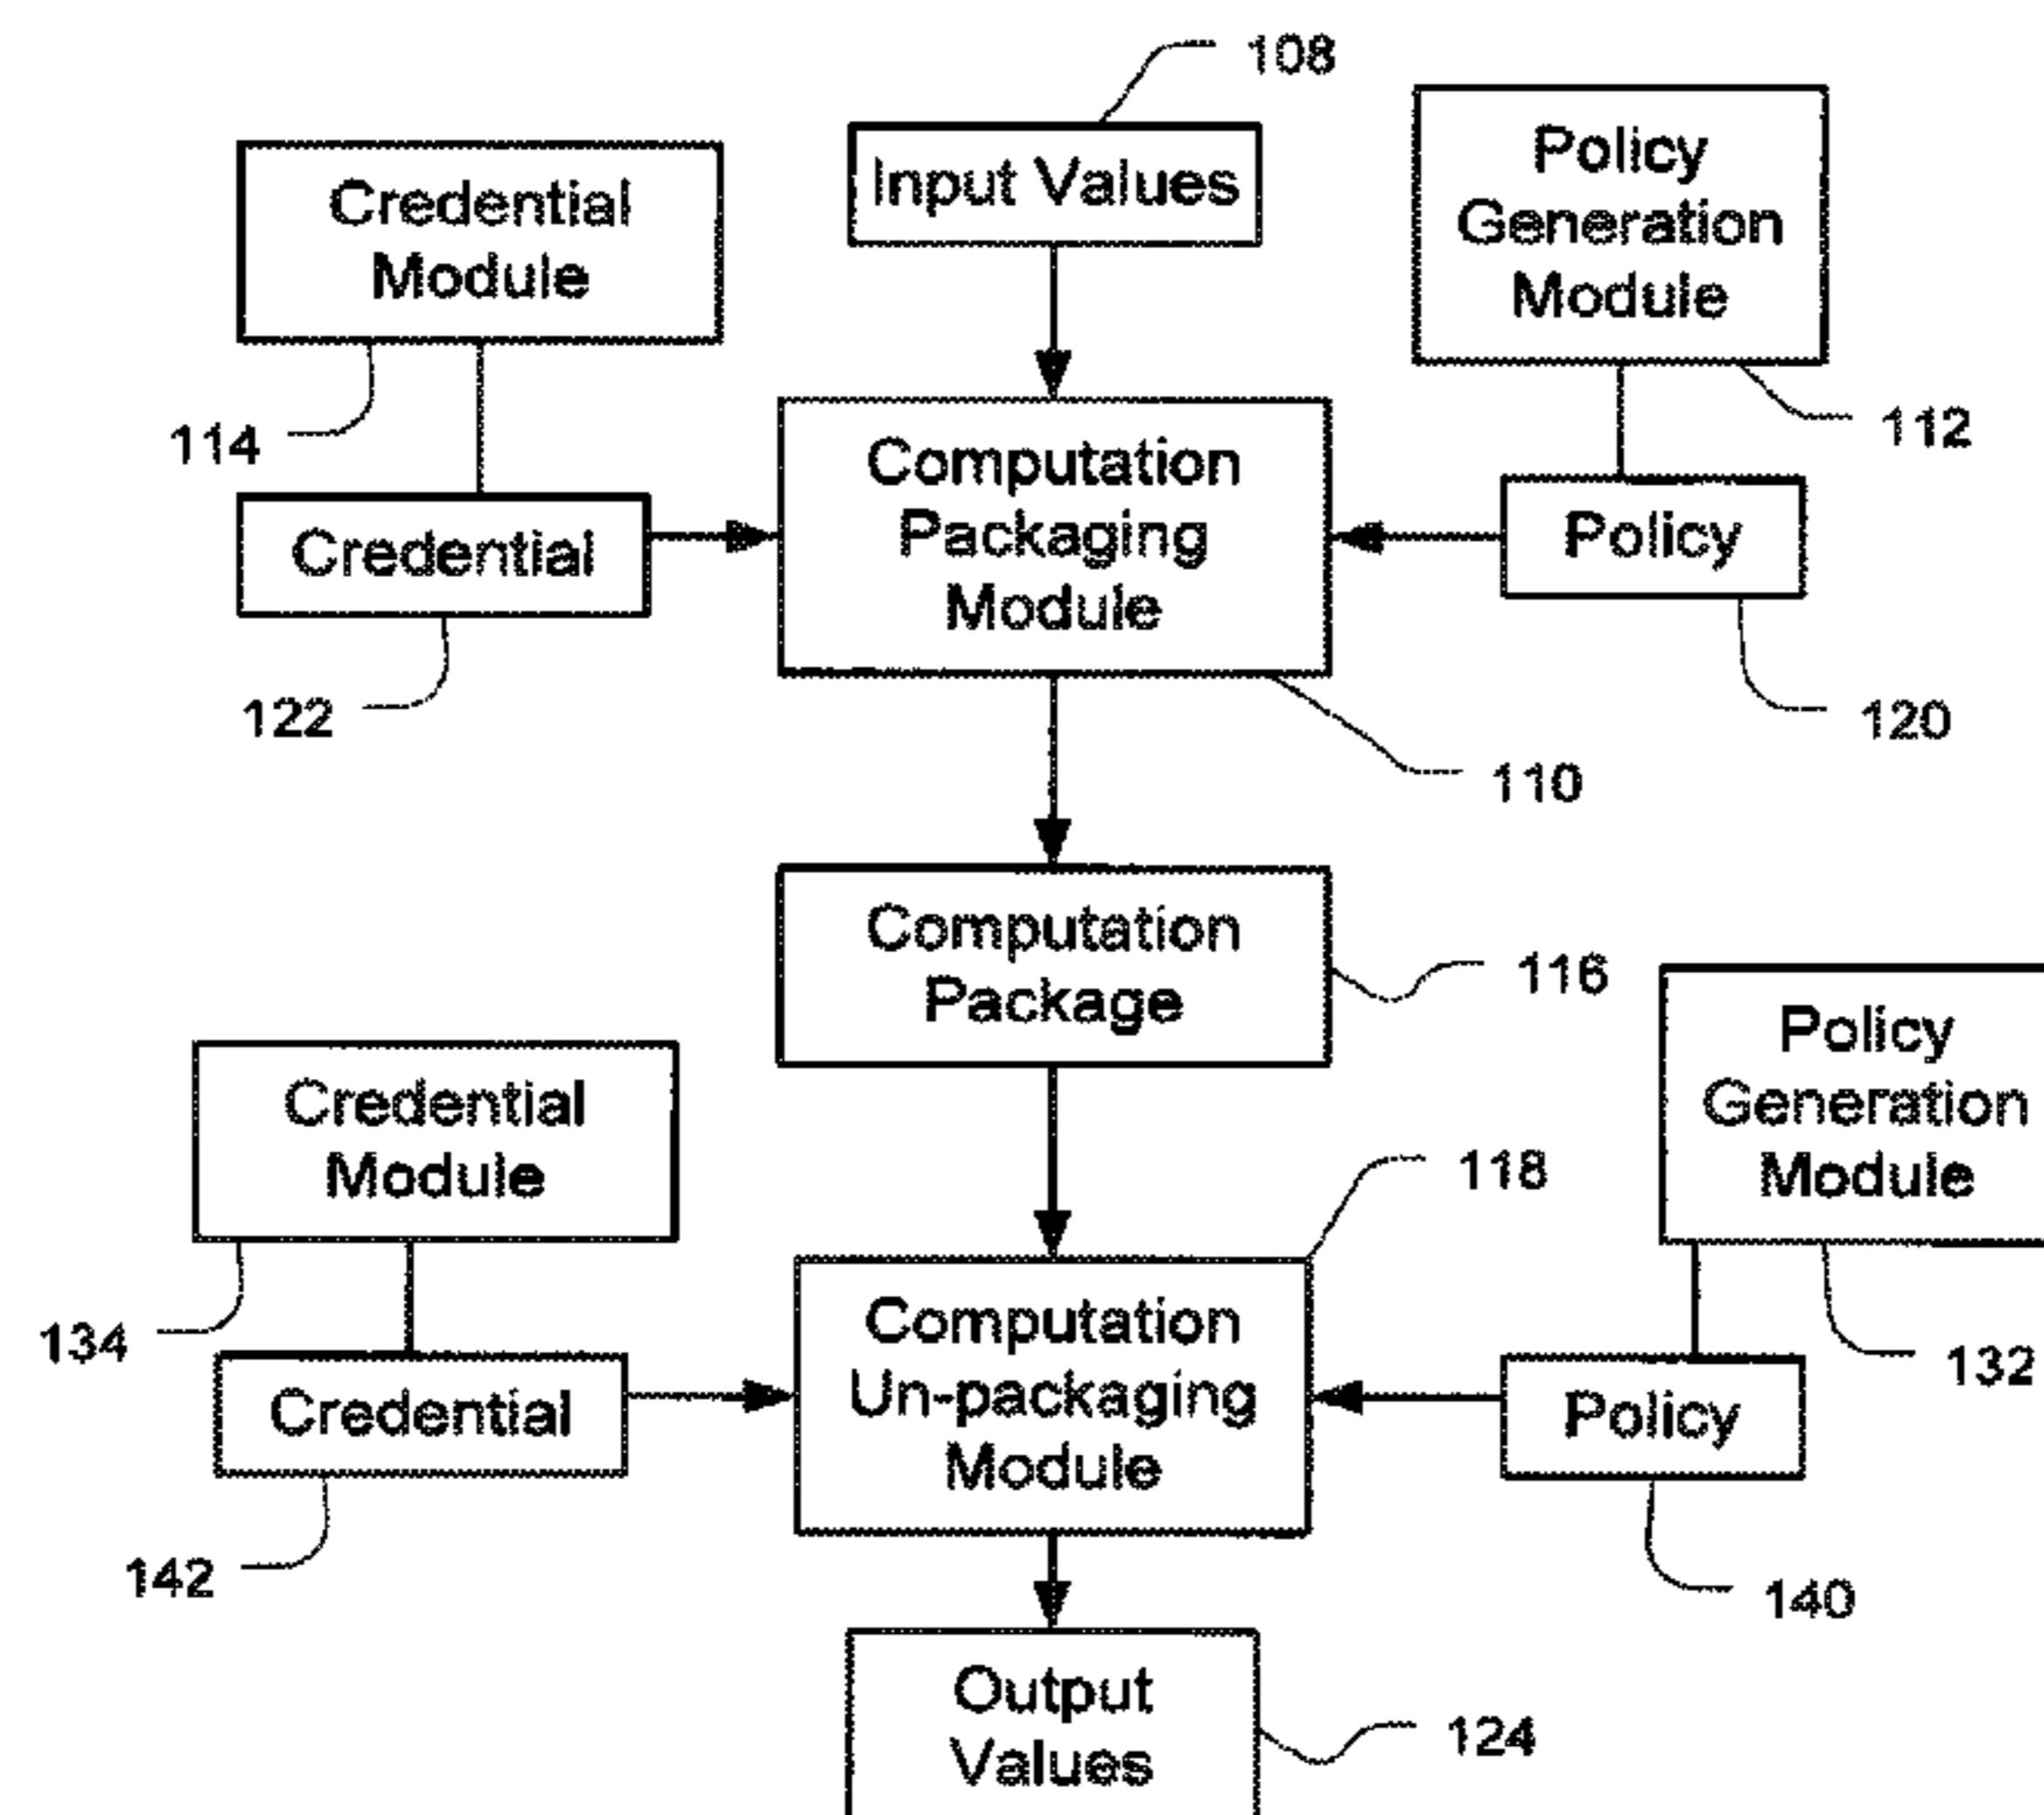 108
Credential
Module
Input Values
Policy
Generation
Module
114
112
Credential
Computation
Packaging
Module
Policy
122
120
110
Computation
Package
116
Credential
Module
Policy
Generation
Module
118
134
132
Credential
Computation
Un-packaging
Module
Policy
142
140
Output
Values
124